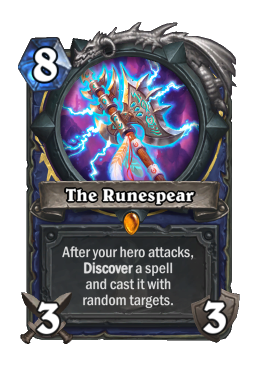 8
The Runespear
After your hero attacks,
Discover a spell
and cast it with
random targets.
3 3